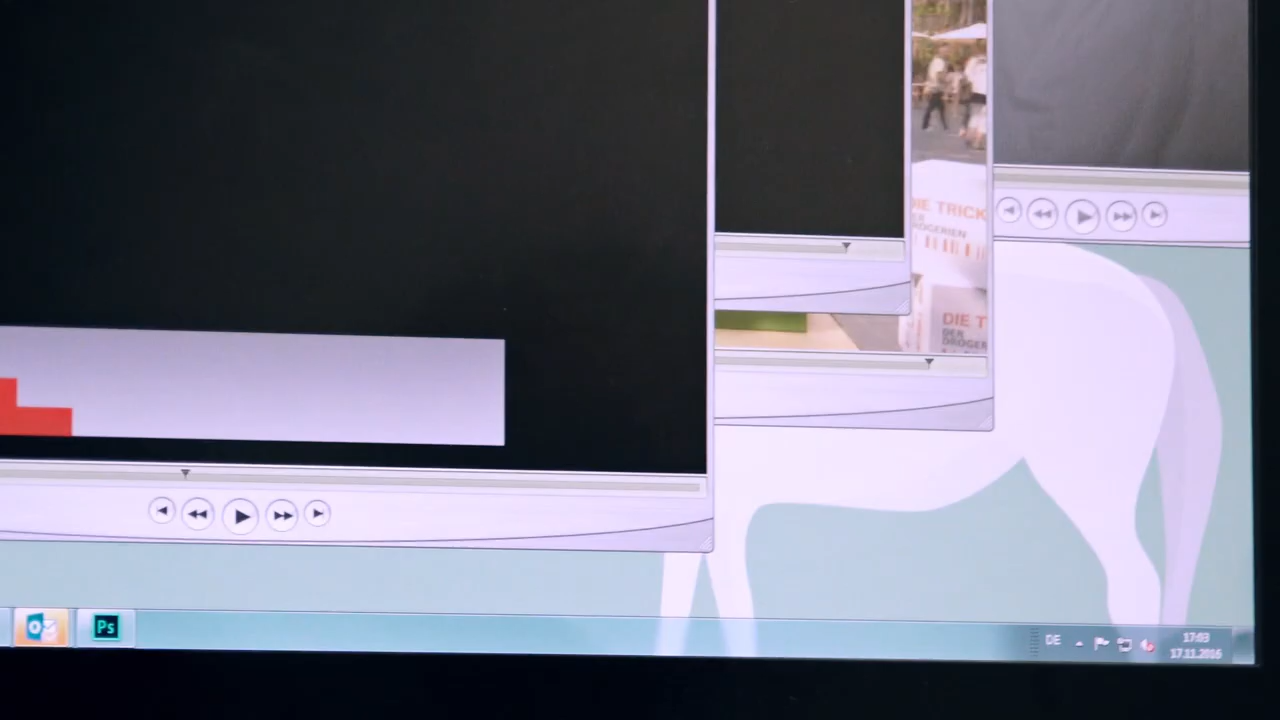 DIE TRICK
DER
DROGERIEN
DIE T
DER
DROGER
Ps
DE
17:03
17.11.2016